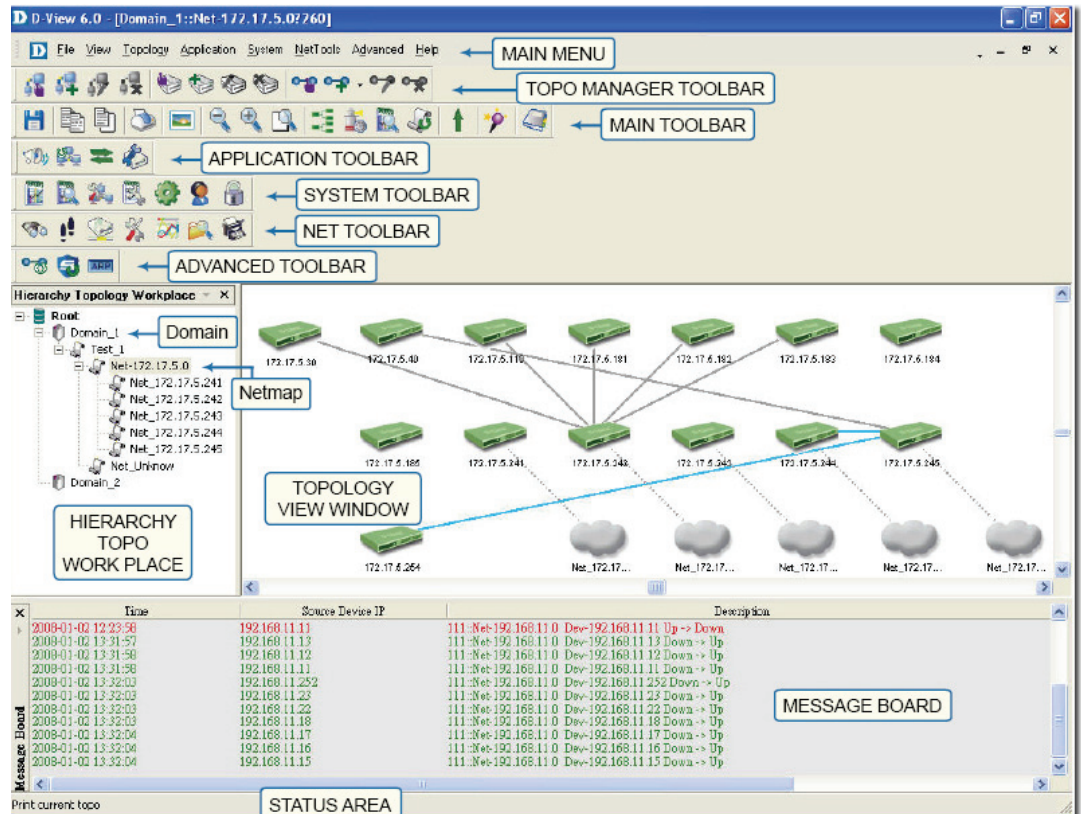 D-View 6.0 - [Domain_1::Net-172.17.5.0?260]
File View Topology Application System NetTools Advanced Help
MAIN MENU
TOPO MANAGER TOOLBAR
MAIN TOOLBAR
APPLICATION TOOLBAR
SYSTEM TOOLBAR
NET TOOLBAR
ARP
ADVANCED TOOLBAR
Hierarchy Topology Workplace
Root
Domain_1
Domain
Test_1
Net-172.17.5.0
Netmap
Net_172.17.5.241
Net_172.17.5.242
Net_172.17.5.243
Net_172.17.5.244
Net_172.17.5.245
Net_Unknow
Domain_2
HIERARCHY
TOPO
WORK PLACE
172.17.5.30 172.17.5.40 172.17.5.110 172.17.5.181 172.17.5.182 172.17.5.183 172.17.5.184
172.17.5.185 172.17.5.241 172.17.5.242 172.17.5.243 172.17.5.244 172.17.5.245
TOPOLOGY
VIEW WINDOW
172.17.5.254 Net_172.17... Net_172.17... Net_172.17... Net_172.17... Net_172.17...
Time Source Device IP Description
2008-01-02 12:23:58 192.168.11.11 111::Net-192.168.11.0 Dev-192.168.11.11 Up -> Down
2008-01-02 13:31:57 192.168.11.13 111::Net-192.168.11.0 Dev-192.168.11.13 Down -> Up
2008-01-02 13:31:58 192.168.11.12 111::Net-192.168.11.0 Dev-192.168.11.12 Down -> Up
2008-01-02 13:31:58 192.168.11.11 111::Net-192.168.11.0 Dev-192.168.11.11 Down -> Up
2008-01-02 13:32:03 192.168.11.252 111::Net-192.168.11.0 Dev-192.168.11.252 Down -> Up
2008-01-02 13:32:03 192.168.11.23 111::Net-192.168.11.0 Dev-192.168.11.23 Down -> Up
2008-01-02 13:32:03 192.168.11.22 111::Net-192.168.11.0 Dev-192.168.11.22 Down -> Up
2008-01-02 13:32:03 192.168.11.18 111::Net-192.168.11.0 Dev-192.168.11.18 Down -> Up
2008-01-02 13:32:04 192.168.11.17 111::Net-192.168.11.0 Dev-192.168.11.17 Down -> Up
2008-01-02 13:32:04 192.168.11.16 111::Net-192.168.11.0 Dev-192.168.11.16 Down -> Up
2008-01-02 13:32:04 192.168.11.15 111::Net-192.168.11.0 Dev-192.168.11.15 Down -> Up
MESSAGE BOARD
Message Board
Print current topo
STATUS AREA